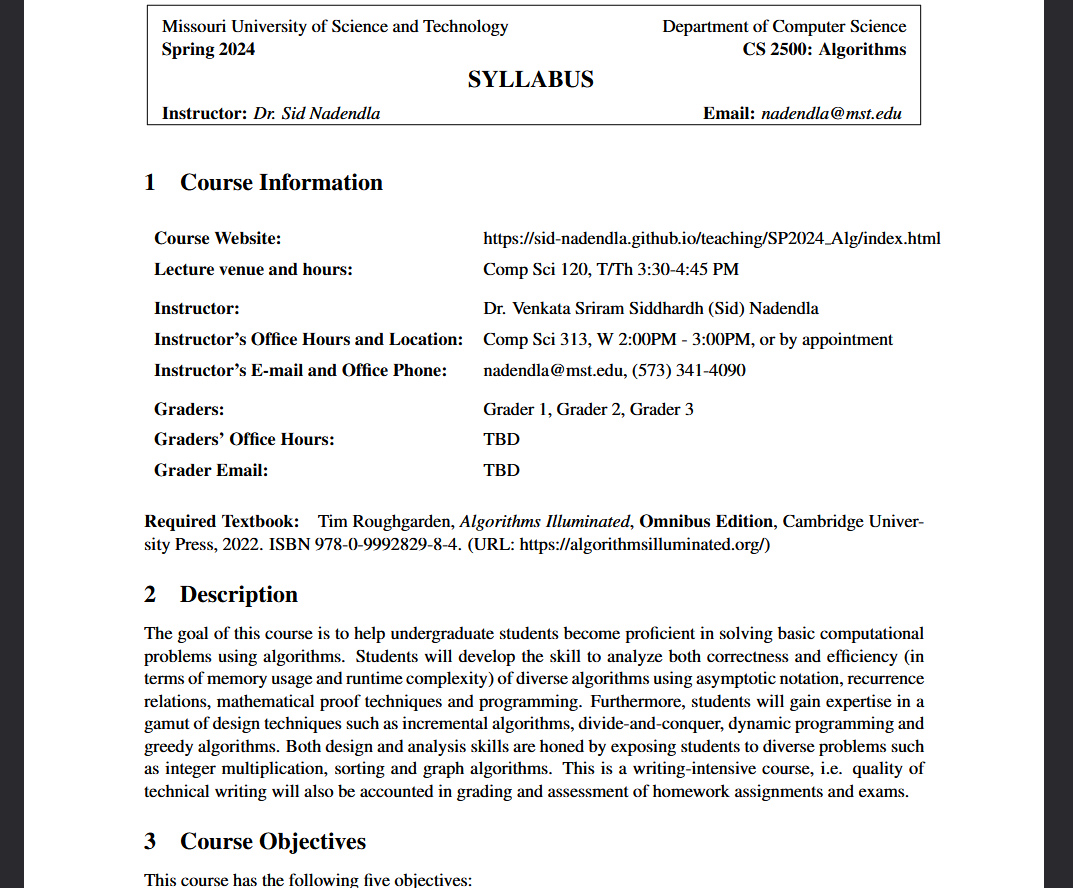 Missouri University of Science and Technology Department of Computer Science
Spring 2024 CS 2500: Algorithms
SYLLABUS
Instructor: Dr. Sid Nadendla Email: nadendla@mst.edu
1 Course Information
Course Website: https://sid-nadendla.github.io/teaching/SP2024_Alg/index.html
Lecture venue and hours: Comp Sci 120, T/Th 3:30-4:45 PM
Instructor: Dr. Venkata Sriram Siddhardh (Sid) Nadendla
Instructor's Office Hours and Location: Comp Sci 313, W 2:00PM - 3:00PM, or by appointment
Instructor's E-mail and Office Phone: nadendla@mst.edu, (573) 341-4090
Graders: Grader 1, Grader 2, Grader 3
Graders' Office Hours: TBD
Grader Email: TBD
Required Textbook: Tim Roughgarden, Algorithms Illuminated, Omnibus Edition, Cambridge Univer-
sity Press, 2022. ISBN 978-0-9992829-8-4. (URL: https://algorithmsilluminated.org/)
2 Description
The goal of this course is to help undergraduate students become proficient in solving basic computational
problems using algorithms. Students will develop the skill to analyze both correctness and efficiency (in
terms of memory usage and runtime complexity) of diverse algorithms using asymptotic notation, recurrence
relations, mathematical proof techniques and programming. Furthermore, students will gain expertise in a
gamut of design techniques such as incremental algorithms, divide-and-conquer, dynamic programming and
greedy algorithms. Both design and analysis skills are honed by exposing students to diverse problems such
as integer multiplication, sorting and graph algorithms. This is a writing-intensive course, i.e. quality of
technical writing will also be accounted in grading and assessment of homework assignments and exams.
3 Course Objectives
This course has the following five objectives: